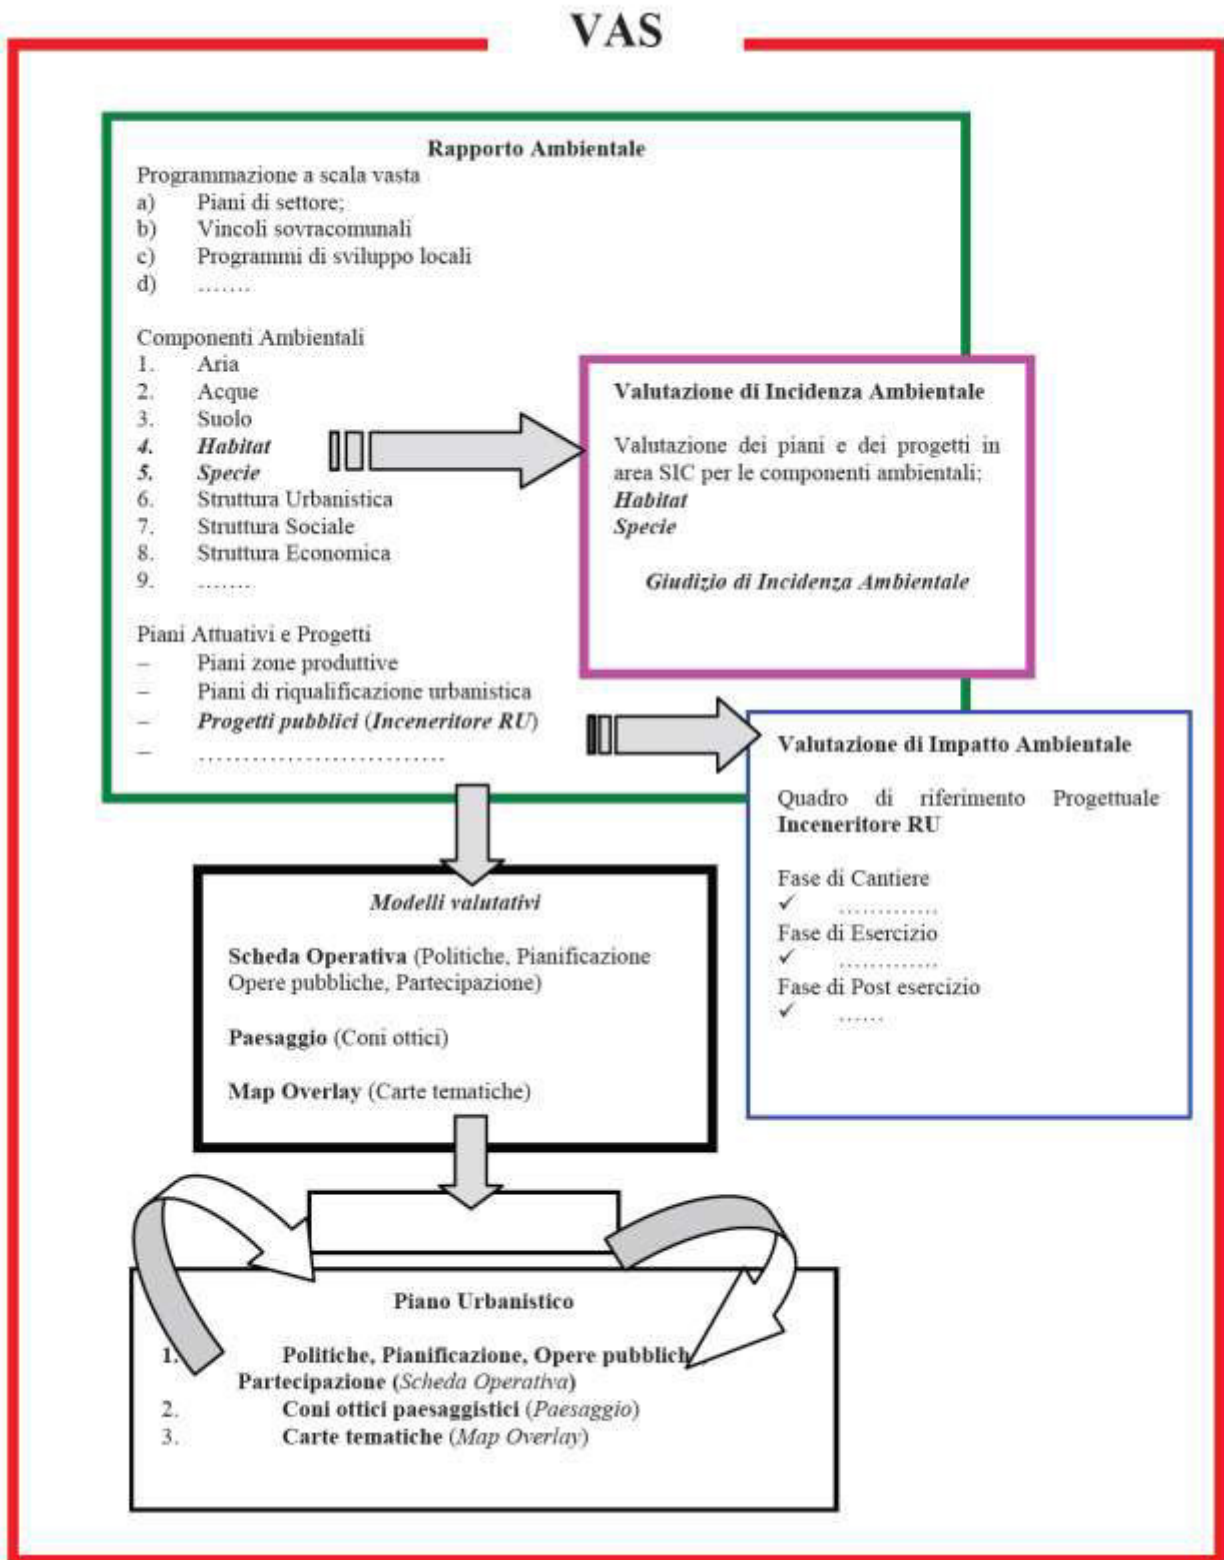 VAS
Rapporto Ambientale
Programmazione a scala vasta
a) Piani di settore;
b) Vincoli sovracomunali
c) Programmi di sviluppo locali
d) .......
Componenti Ambientali
1. Aria
2. Acque
3. Suolo
4. Habitat
5. Specie
6. Struttura Urbanistica
7. Struttura Sociale
8. Struttura Economica
9. .......
Piani Attuativi e Progetti
– Piani zone produttive
– Piani di riqualificazione urbanistica
– Progetti pubblici (Inceneritore RU)
– ............................
Valutazione di Incidenza Ambientale
Valutazione dei piani e dei progetti in
area SIC per le componenti ambientali:
Habitat
Specie
Giudizio di Incidenza Ambientale
Valutazione di Impatto Ambientale
Quadro di riferimento Progettuale
Inceneritore RU
Fase di Cantiere
✓ .............
Fase di Esercizio
✓ .............
Fase di Post esercizio
✓ ......
Modelli valutativi
Scheda Operativa (Politiche, Pianificazione
Opere pubbliche, Partecipazione)
Paesaggio (Coni ottici)
Map Overlay (Carte tematiche)
Piano Urbanistico
1. Politiche, Pianificazione, Opere pubblich
Partecipazione (Scheda Operativa)
2. Coni ottici paesaggistici (Paesaggio)
3. Carte tematiche (Map Overlay)